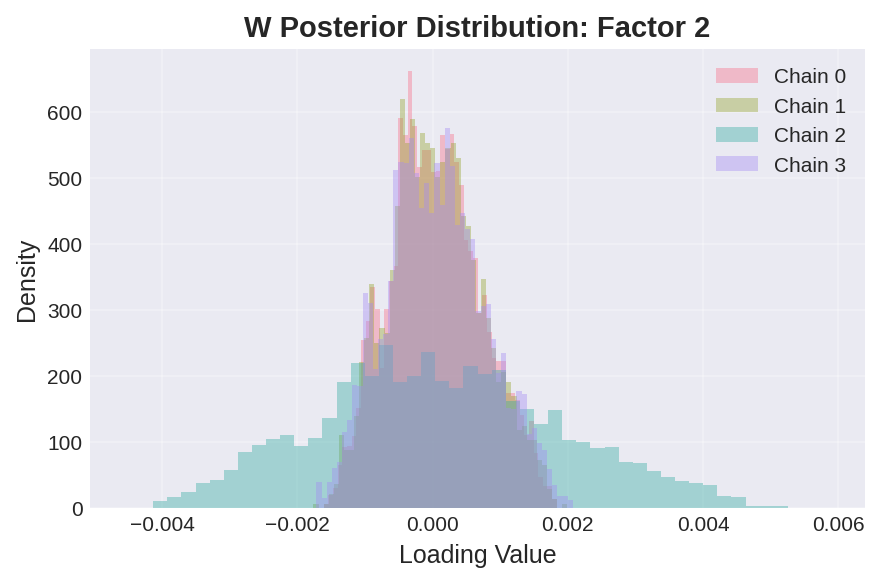 W Posterior Distribution: Factor 2
Chain 0
Chain 1
Chain 2
Chain 3
Density
600
500
400
300
200
100
0
−0.004 −0.002 0.000 0.002 0.004 0.006
Loading Value